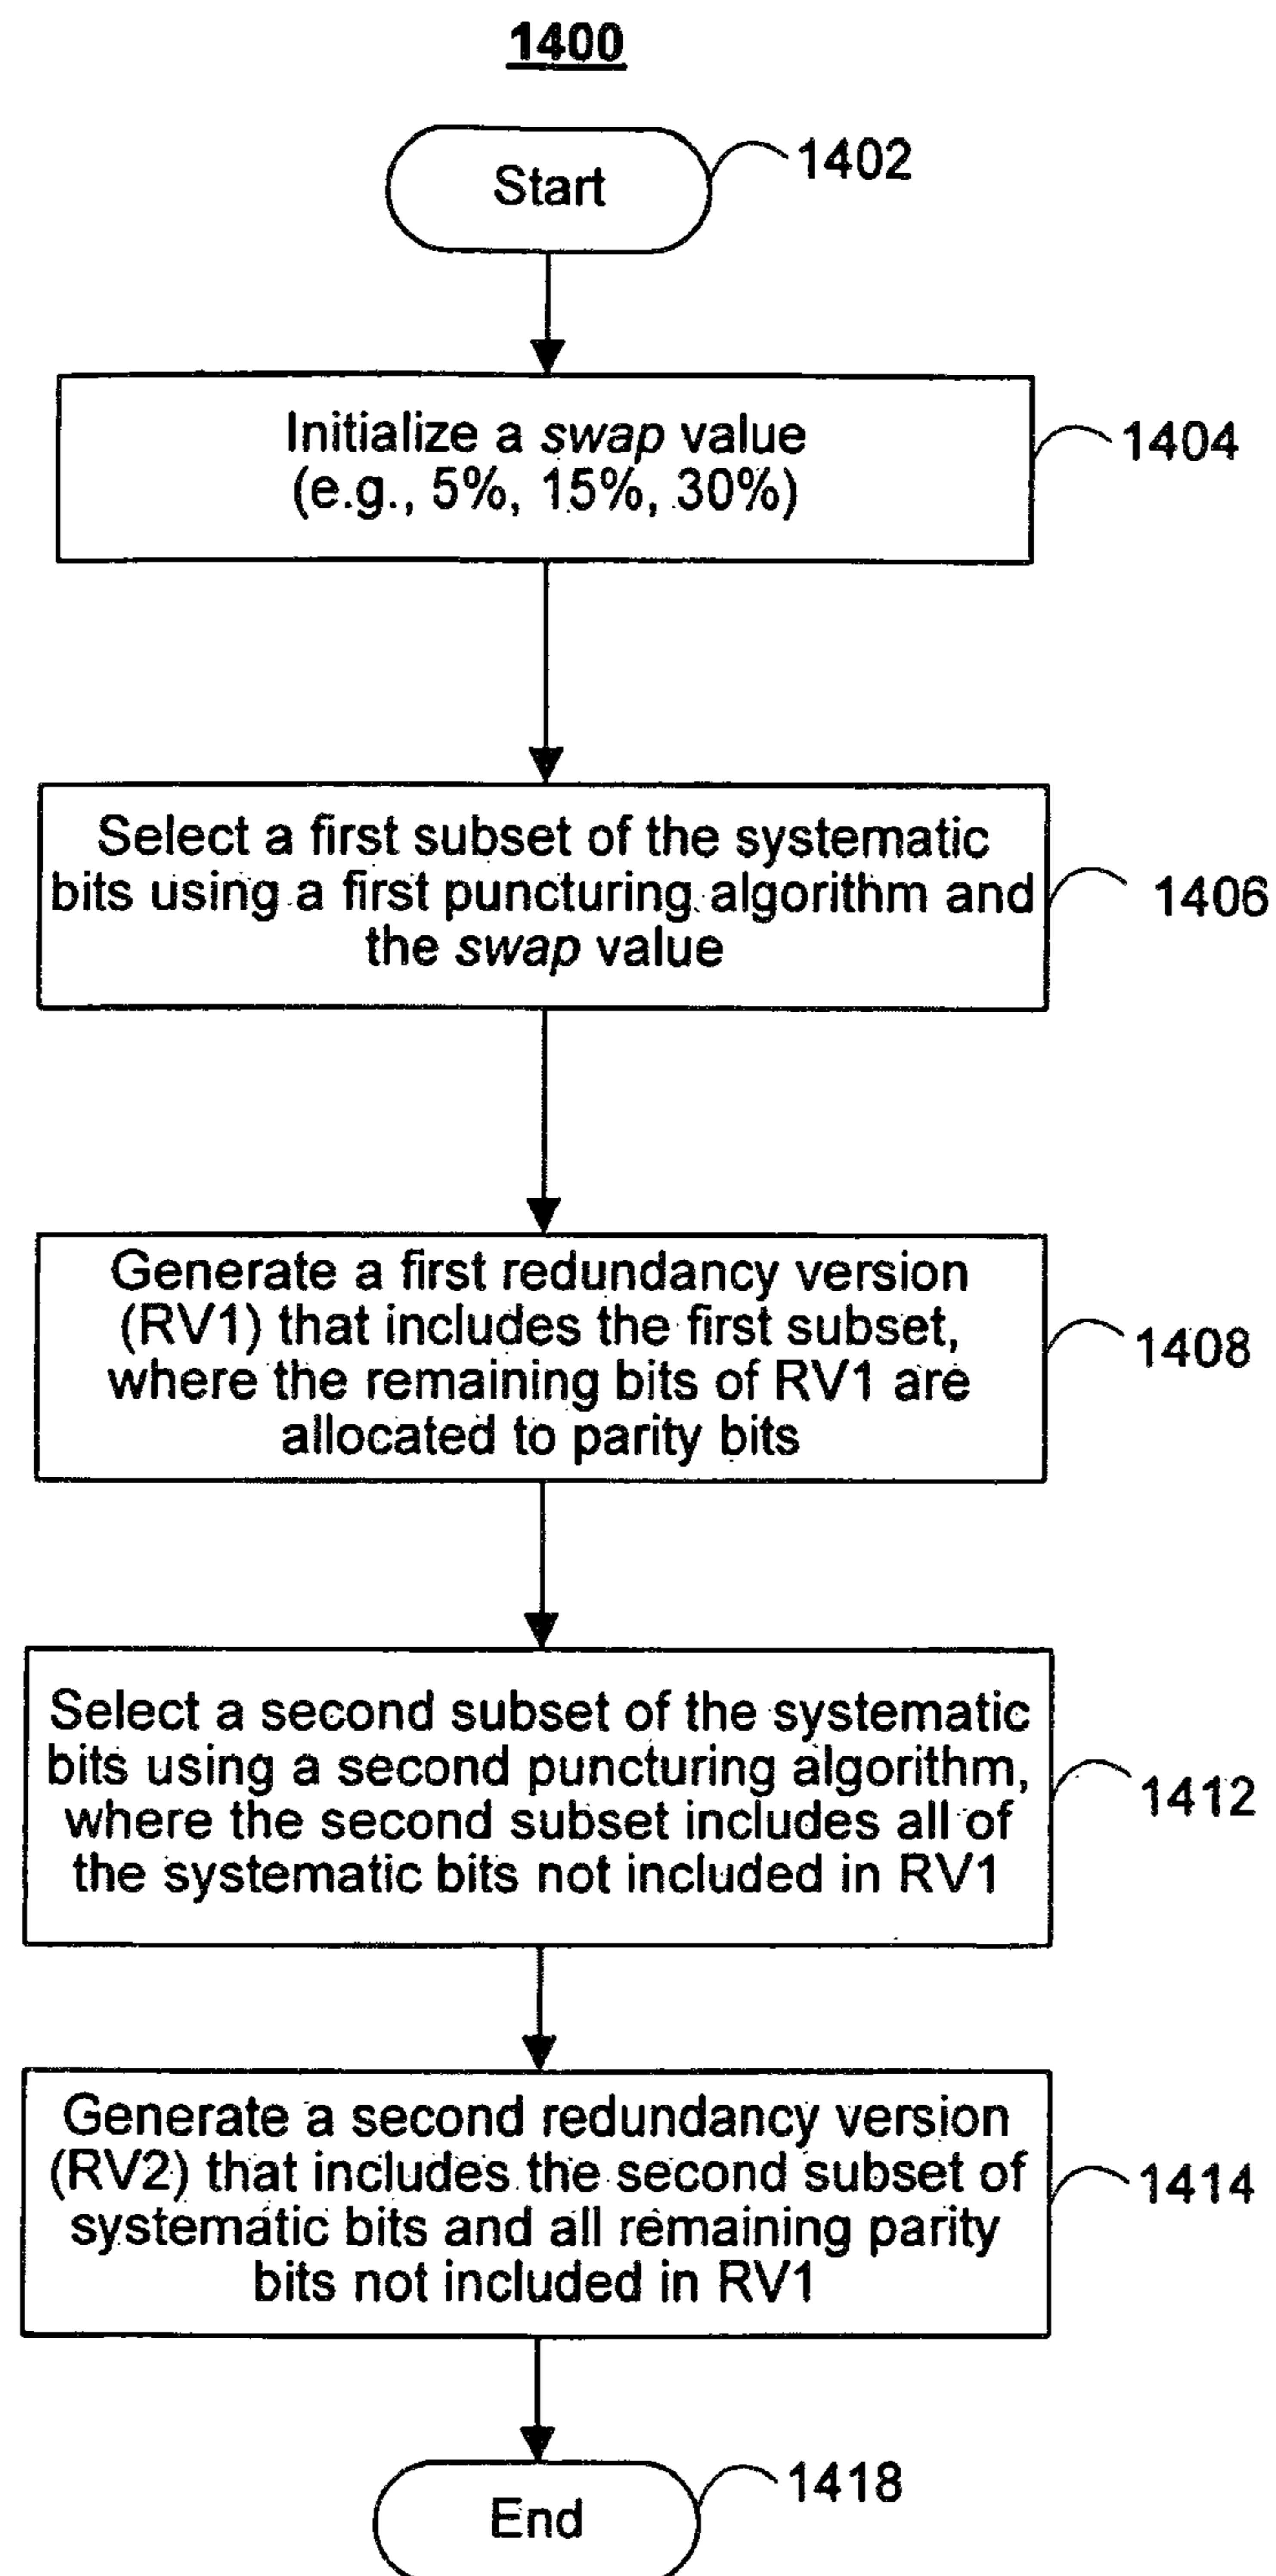 1400
Start
1402
Initialize a swap value
(e.g., 5%, 15%, 30%)
1404
Select a first subset of the systematic
bits using a first puncturing algorithm and
the swap value
1406
Generate a first redundancy version
(RV1) that includes the first subset,
where the remaining bits of RV1 are
allocated to parity bits
1408
Select a second subset of the systematic
bits using a second puncturing algorithm,
where the second subset includes all of
the systematic bits not included in RV1
1412
Generate a second redundancy version
(RV2) that includes the second subset of
systematic bits and all remaining parity
bits not included in RV1
1414
End
1418